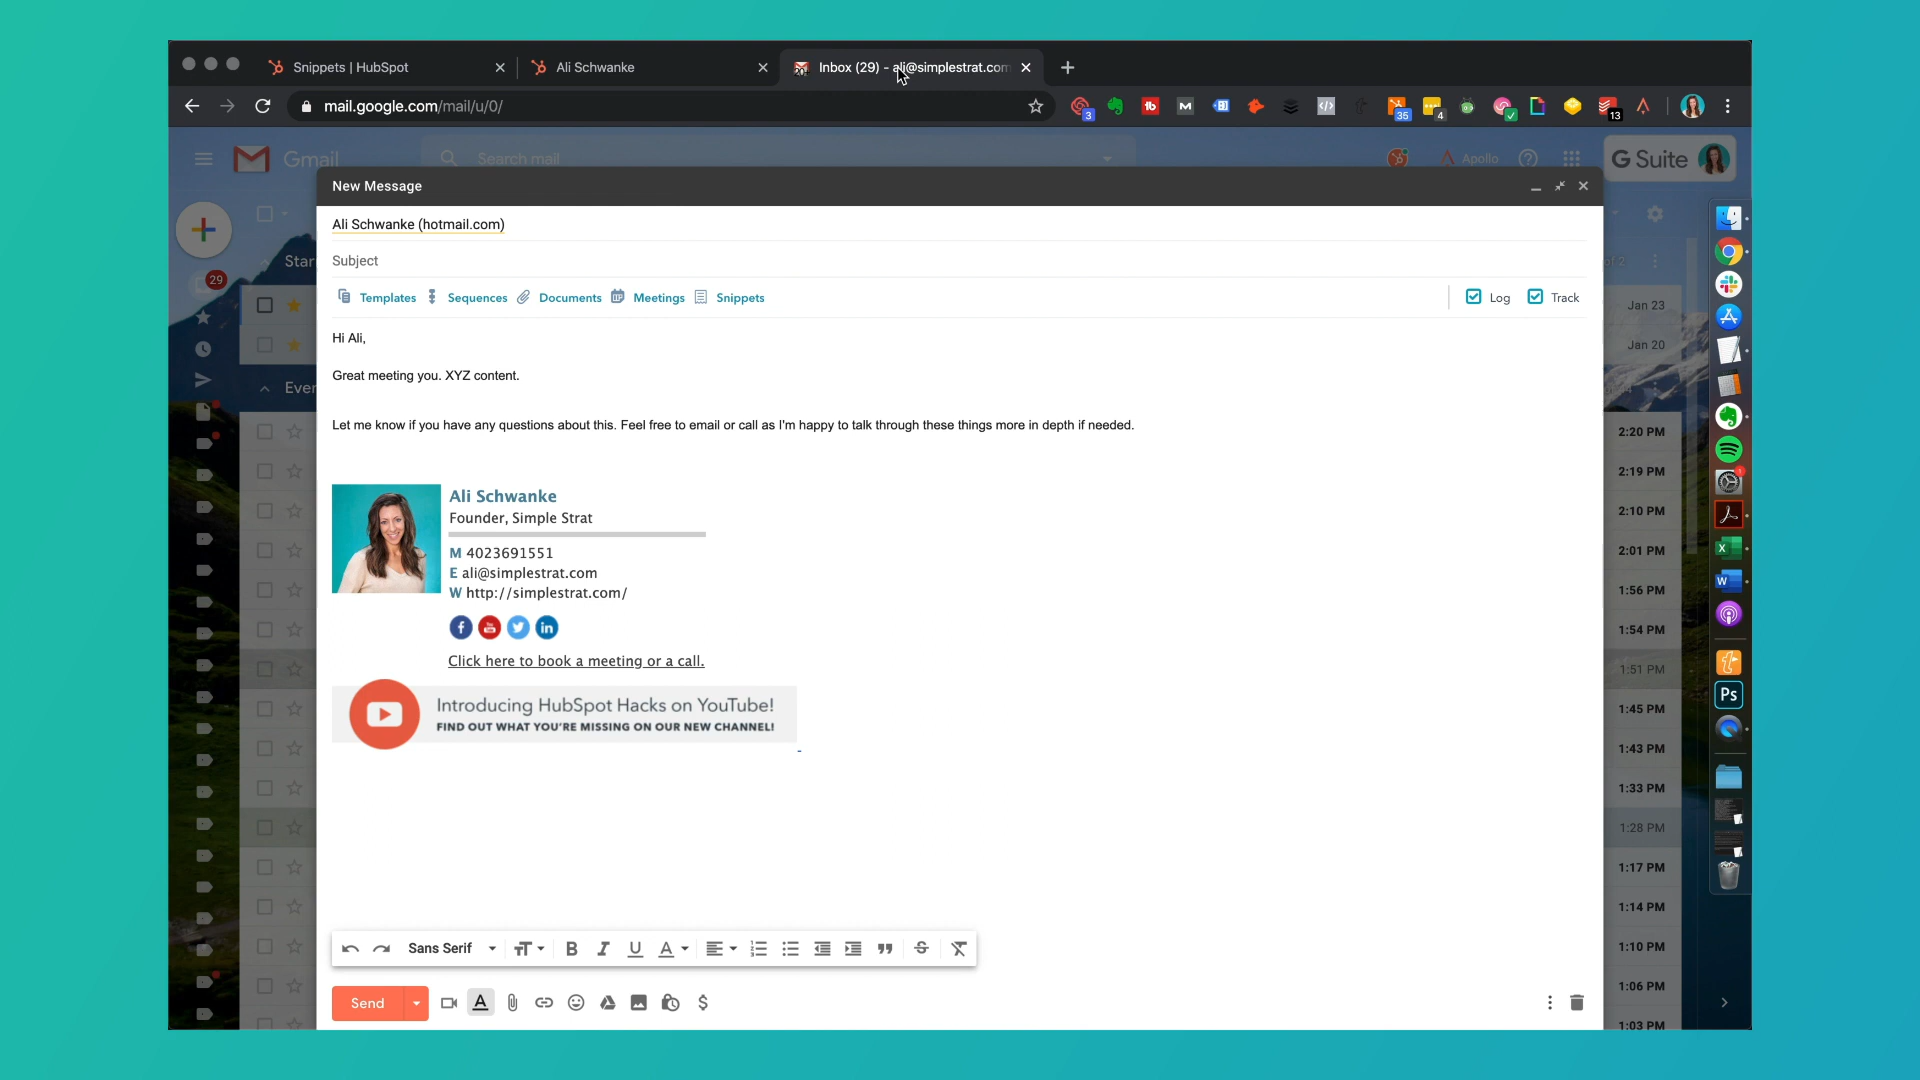 Snippets | HubSpot
Ali Schwanke
Inbox (29) - ali@simplestrat.com
mail.google.com/mail/u/0/
3
35
4
13
Gmail
Search mail
Apollo
G Suite
New Message
Ali Schwanke (hotmail.com)
Subject
29
Templates
Sequences
Documents
Meetings
Snippets
Log
Track
Hi Ali,
Great meeting you. XYZ content.
Let me know if you have any questions about this. Feel free to email or call as I'm happy to talk through these things more in depth if needed.
Ali Schwanke
Founder, Simple Strat
M 4023691551
E ali@simplestrat.com
W http://simplestrat.com/
Click here to book a meeting or a call.
Introducing HubSpot Hacks on YouTube!
FIND OUT WHAT YOU'RE MISSING ON OUR NEW CHANNEL!
Jan 23
Jan 20
2:20 PM
2:19 PM
2:10 PM
2:01 PM
1:56 PM
1:54 PM
1:51 PM
1:45 PM
1:43 PM
1:33 PM
1:28 PM
1:17 PM
1:14 PM
1:10 PM
1:06 PM
1:03 PM
Ps
Sans Serif
Send